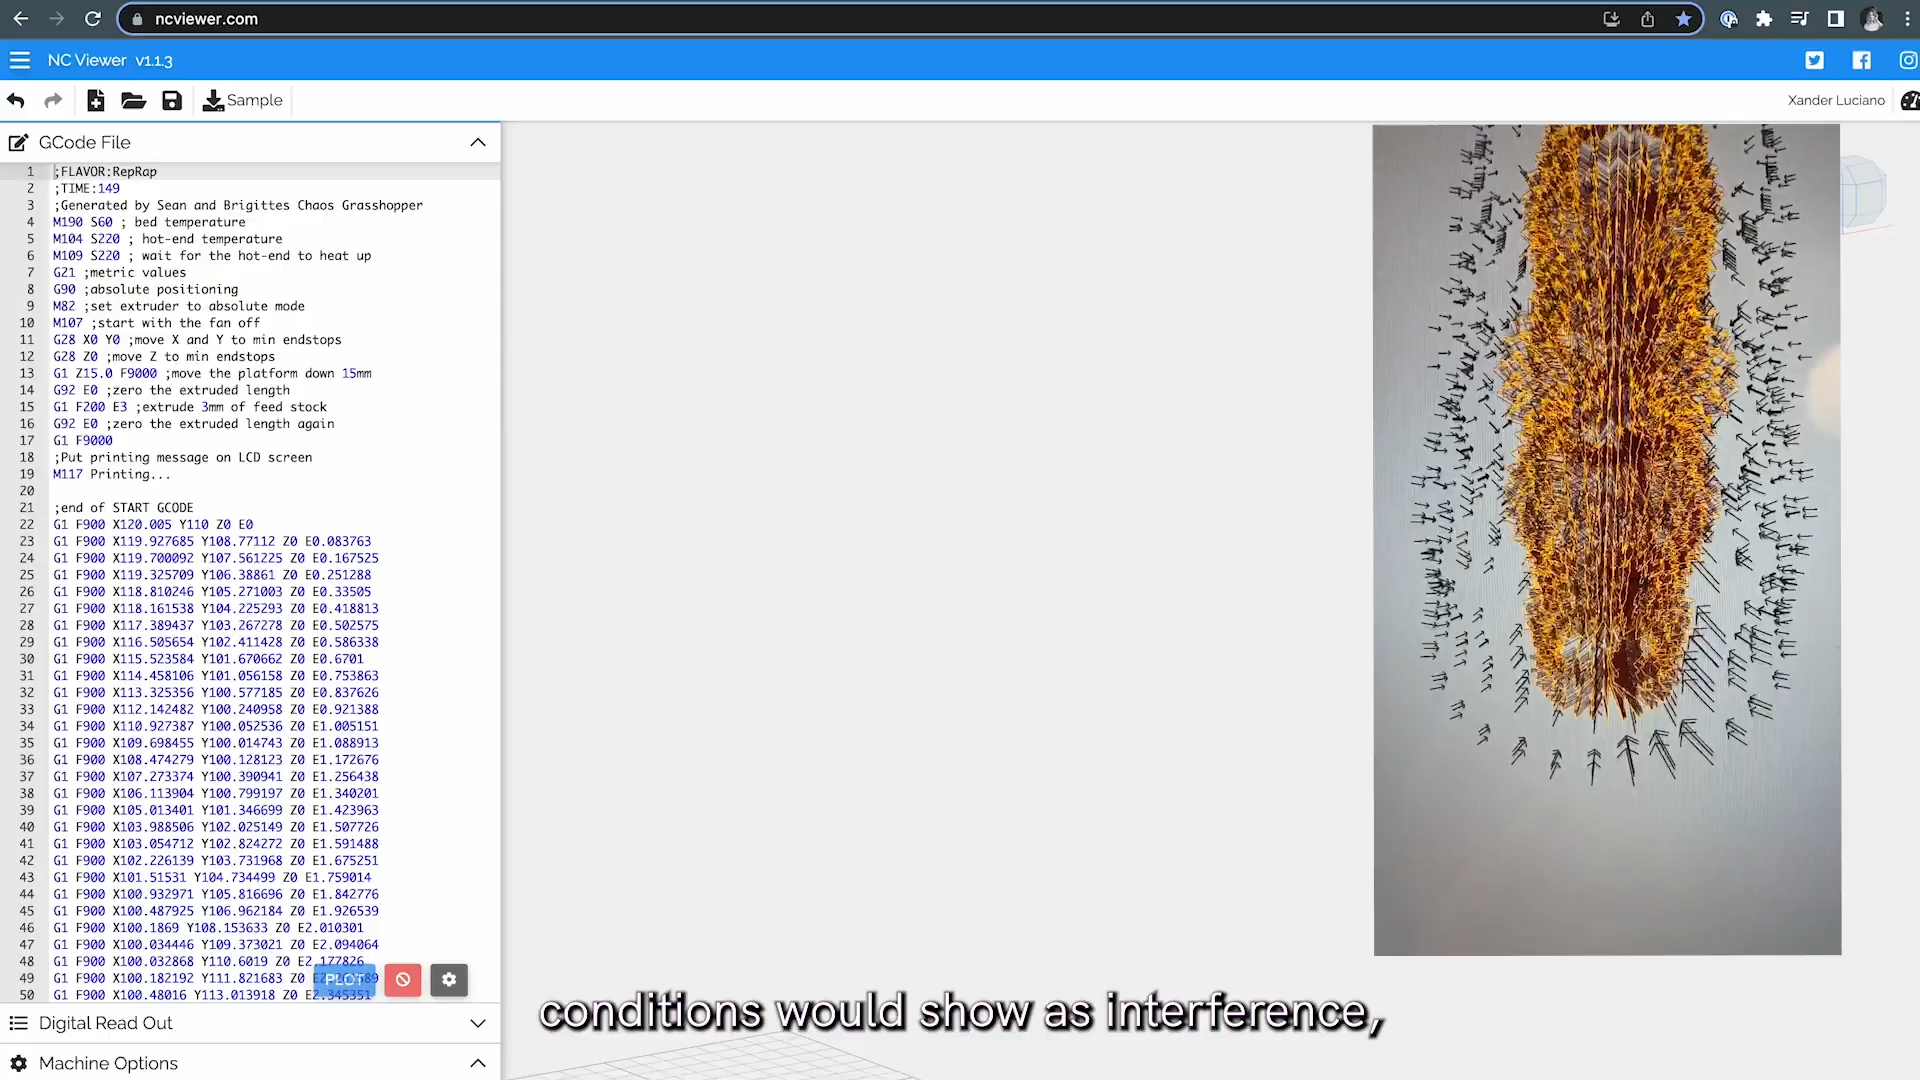 ncviewer.com
NC Viewer v1.1.3
Sample
Xander Luciano
GCode File
1 ;FLAVOR:RepRap
2 ;TIME:149
3 ;Generated by Sean and Brigittes Chaos Grasshopper
4 M190 S60 ; bed temperature
5 M104 S220 ; hot-end temperature
6 M109 S220 ; wait for the hot-end to heat up
7 G21 ;metric values
8 G90 ;absolute positioning
9 M82 ;set extruder to absolute mode
10 M107 ;start with the fan off
11 G28 X0 Y0 ;move X and Y to min endstops
12 G28 Z0 ;move Z to min endstops
13 G1 Z15.0 F9000 ;move the platform down 15mm
14 G92 E0 ;zero the extruded length
15 G1 F200 E3 ;extrude 3mm of feed stock
16 G92 E0 ;zero the extruded length again
17 G1 F9000
18 ;Put printing message on LCD screen
19 M117 Printing...
20
21 ;end of START GCODE
22 G1 F900 X120.005 Y110 Z0 E0
23 G1 F900 X119.927685 Y108.77112 Z0 E0.083763
24 G1 F900 X119.700092 Y107.561225 Z0 E0.167525
25 G1 F900 X119.325709 Y106.38861 Z0 E0.251288
26 G1 F900 X118.810246 Y105.271003 Z0 E0.33505
27 G1 F900 X118.161538 Y104.225293 Z0 E0.418813
28 G1 F900 X117.389437 Y103.267278 Z0 E0.502575
29 G1 F900 X116.505654 Y102.411428 Z0 E0.586338
30 G1 F900 X115.523584 Y101.670662 Z0 E0.6701
31 G1 F900 X114.458106 Y101.056158 Z0 E0.753863
32 G1 F900 X113.325356 Y100.577185 Z0 E0.837626
33 G1 F900 X112.142482 Y100.240958 Z0 E0.921388
34 G1 F900 X110.927387 Y100.052536 Z0 E1.005151
35 G1 F900 X109.698455 Y100.014743 Z0 E1.088913
36 G1 F900 X108.474279 Y100.128123 Z0 E1.172676
37 G1 F900 X107.273374 Y100.390941 Z0 E1.256438
38 G1 F900 X106.113904 Y100.799197 Z0 E1.340201
39 G1 F900 X105.013401 Y101.346699 Z0 E1.423963
40 G1 F900 X103.988506 Y102.025149 Z0 E1.507726
41 G1 F900 X103.054712 Y102.824272 Z0 E1.591488
42 G1 F900 X102.226139 Y103.731968 Z0 E1.675251
43 G1 F900 X101.51531 Y104.734499 Z0 E1.759014
44 G1 F900 X100.932971 Y105.816696 Z0 E1.842776
45 G1 F900 X100.487925 Y106.962184 Z0 E1.926539
46 G1 F900 X100.1869 Y108.153633 Z0 E2.010301
47 G1 F900 X100.034446 Y109.373021 Z0 E2.094064
48 G1 F900 X100.032868 Y110.6019 Z0 E2.177826
49 G1 F900 X100.182192 Y111.821683 Z0
50 G1 F900 X100.48016 Y113.013918 Z0 E2.345351
PLOT
Digital Read Out
Machine Options
conditions would show as interference,